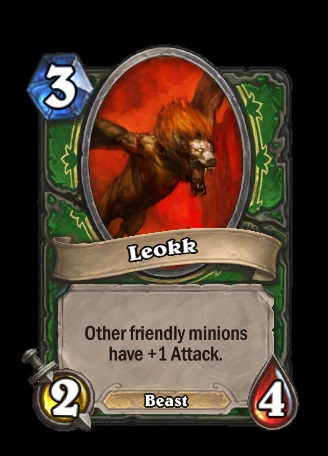 3
Leokk
Other friendly minions
have +1 Attack.
2
Beast
4